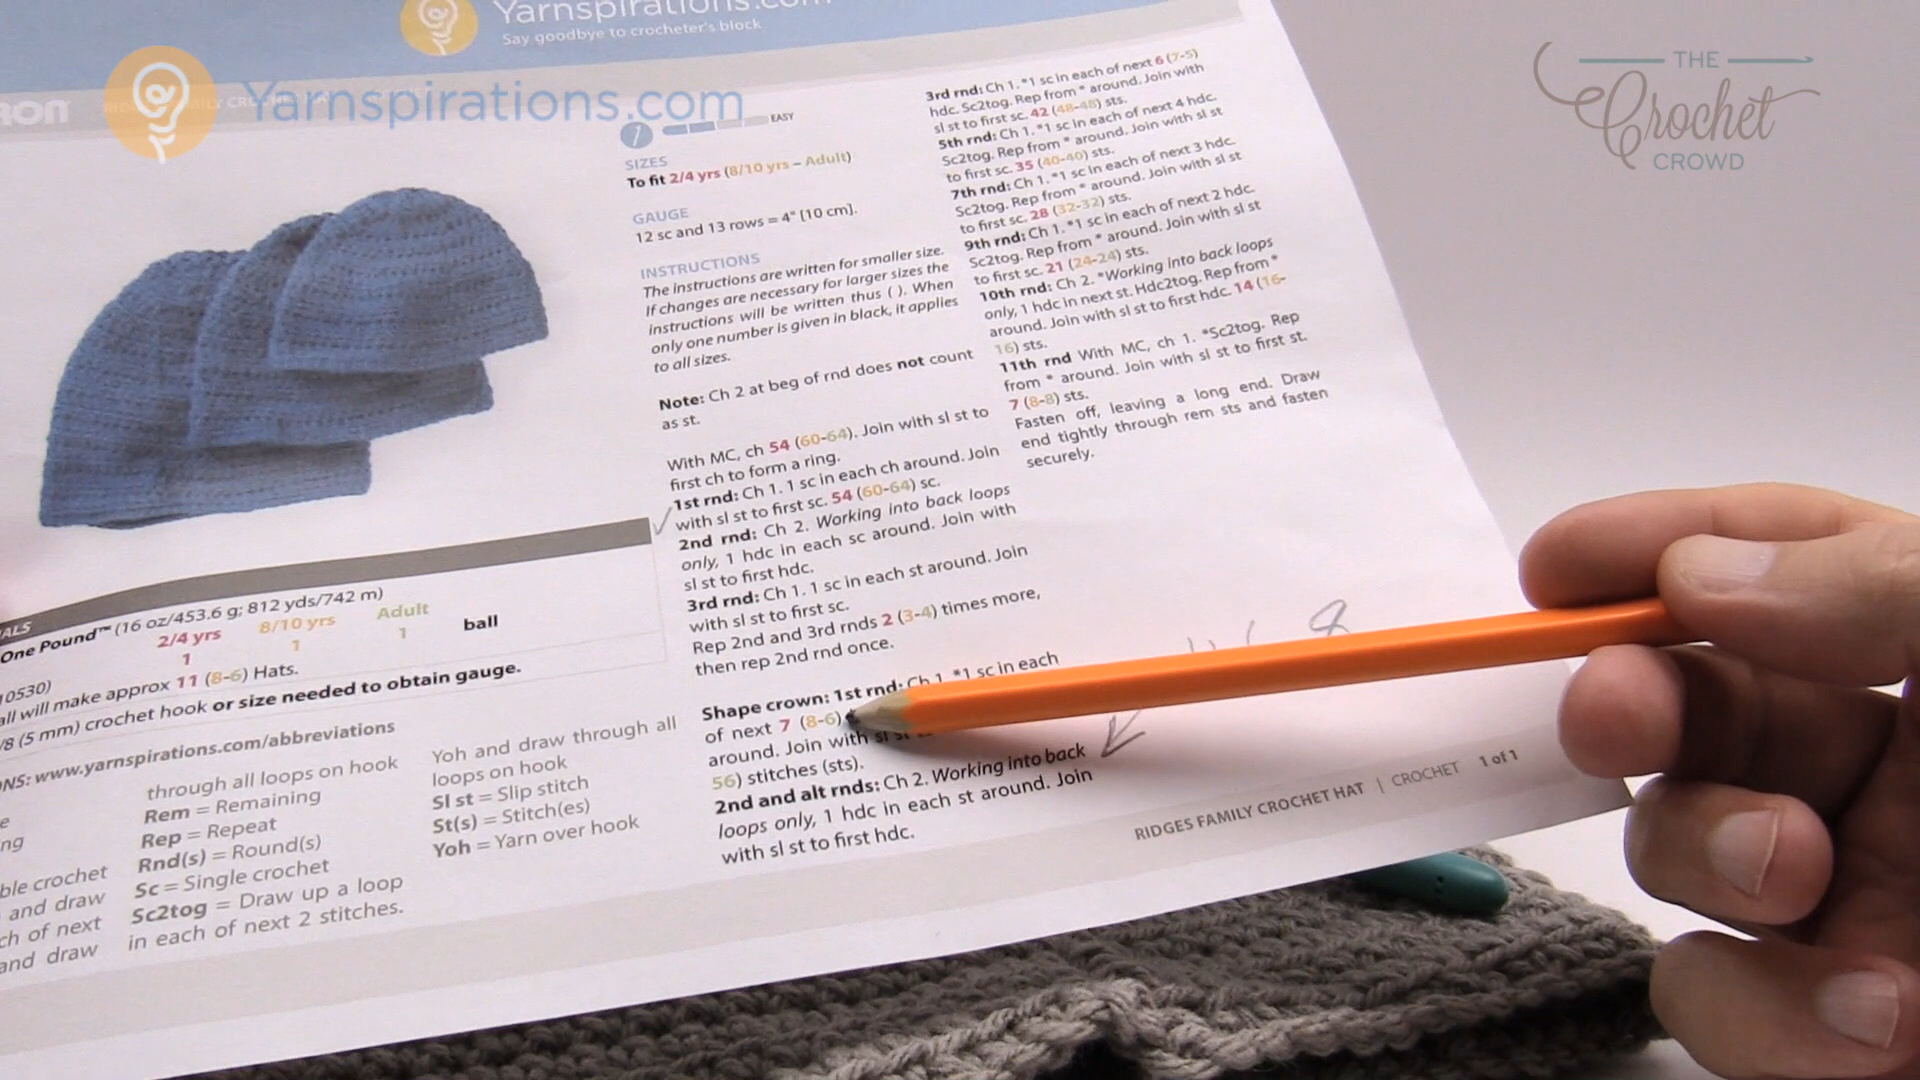 Yarnspirations.com
Say goodbye to crocheter's block
Yarnspirations.com
THE
Crochet
CROWD
EASY
SIZES
To fit 2/4 yrs (8/10 yrs – Adult)
GAUGE
12 sc and 13 rows = 4" [10 cm].
INSTRUCTIONS
The instructions are written for smaller size.
If changes are necessary for larger sizes the
instructions will be written thus ( ). When
only one number is given in black, it applies
to all sizes.
Note: Ch 2 at beg of rnd does not count
as st.
With MC, ch 54 (60-64). Join with sl st to
first ch to form a ring.
1st rnd: Ch 1. 1 sc in each ch around. Join
with sl st to first sc. 54 (60-64) sc.
2nd rnd: Ch 2. Working into back loops
only, 1 hdc in each sc around. Join with
sl st to first hdc.
3rd rnd: Ch 1. 1 sc in each st around. Join
with sl st to first sc.
Rep 2nd and 3rd rnds 2 (3-4) times more,
then rep 2nd rnd once.
Shape crown: 1st rnd: Ch 1. *1 sc in each
of next 7 (8-6)
around. Join with sl st
56) stitches (sts).
2nd and alt rnds: Ch 2. Working into back
loops only, 1 hdc in each st around. Join
with sl st to first hdc.
3rd rnd: Ch 1. *1 sc in each of next 6 (7-5)
hdc. Sc2tog. Rep from * around. Join with
sl st to first sc. 42 (48-48) sts.
5th rnd: Ch 1. *1 sc in each of next 4 hdc.
Sc2tog. Rep from * around. Join with sl st
to first sc. 35 (40-40) sts.
7th rnd: Ch 1. *1 sc in each of next 3 hdc.
Sc2tog. Rep from * around. Join with sl st
to first sc. 28 (32-32) sts.
9th rnd: Ch 1. *1 sc in each of next 2 hdc.
Sc2tog. Rep from * around. Join with sl st
to first sc. 21 (24-24) sts.
10th rnd: Ch 2. *Working into back loops
only, 1 hdc in next st. Hdc2tog. Rep from *
around. Join with sl st to first hdc. 14 (16-
16) sts.
11th rnd With MC, ch 1. *Sc2tog. Rep
from * around. Join with sl st to first st.
7 (8-8) sts.
Fasten off, leaving a long end. Draw
end tightly through rem sts and fasten
securely.
One Pound™ (16 oz/453.6 g; 812 yds/742 m)
2/4 yrs 8/10 yrs Adult
1 1 1 ball
10530)
all will make approx 11 (8-6) Hats.
/8 (5 mm) crochet hook or size needed to obtain gauge.
NS: www.yarnspirations.com/abbreviations
ble crochet
and draw
ch of next
and draw
through all loops on hook
Rem = Remaining
Rep = Repeat
Rnd(s) = Round(s)
Sc = Single crochet
Sc2tog = Draw up a loop
in each of next 2 stitches.
Yoh and draw through all
loops on hook
Sl st = Slip stitch
St(s) = Stitch(es)
Yoh = Yarn over hook
RIDGES FAMILY CROCHET HAT | CROCHET 1 of 1